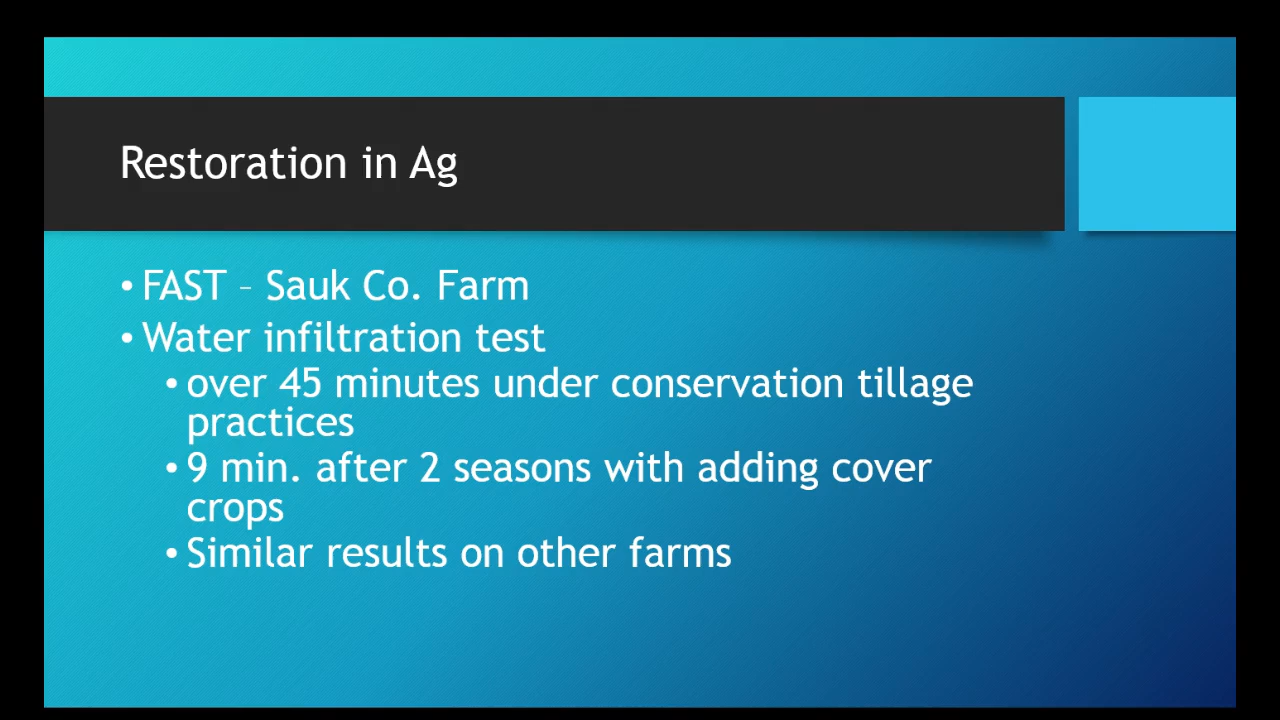 Restoration in Ag
• FAST – Sauk Co. Farm
• Water infiltration test
• over 45 minutes under conservation tillage
practices
• 9 min. after 2 seasons with adding cover
crops
• Similar results on other farms